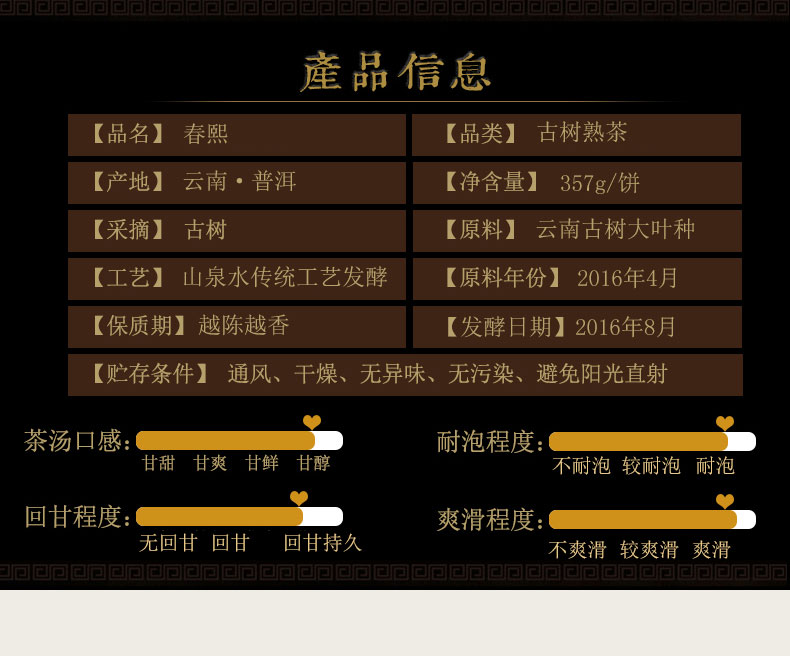 產品信息
【品名】 春熙 【品类】 古树熟茶
【产地】 云南·普洱 【净含量】 357g/饼
【采摘】 古树 【原料】 云南古树大叶种
【工艺】 山泉水传统工艺发酵 【原料年份】 2016年4月
【保质期】 越陈越香 【发酵日期】 2016年8月
【贮存条件】 通风、干燥、无异味、无污染、避免阳光直射
茶汤口感: 耐泡程度:
甘甜 甘爽 甘鲜 甘醇 不耐泡 较耐泡 耐泡
回甘程度: 爽滑程度:
无回甘 回甘 回甘持久 不爽滑 较爽滑 爽滑